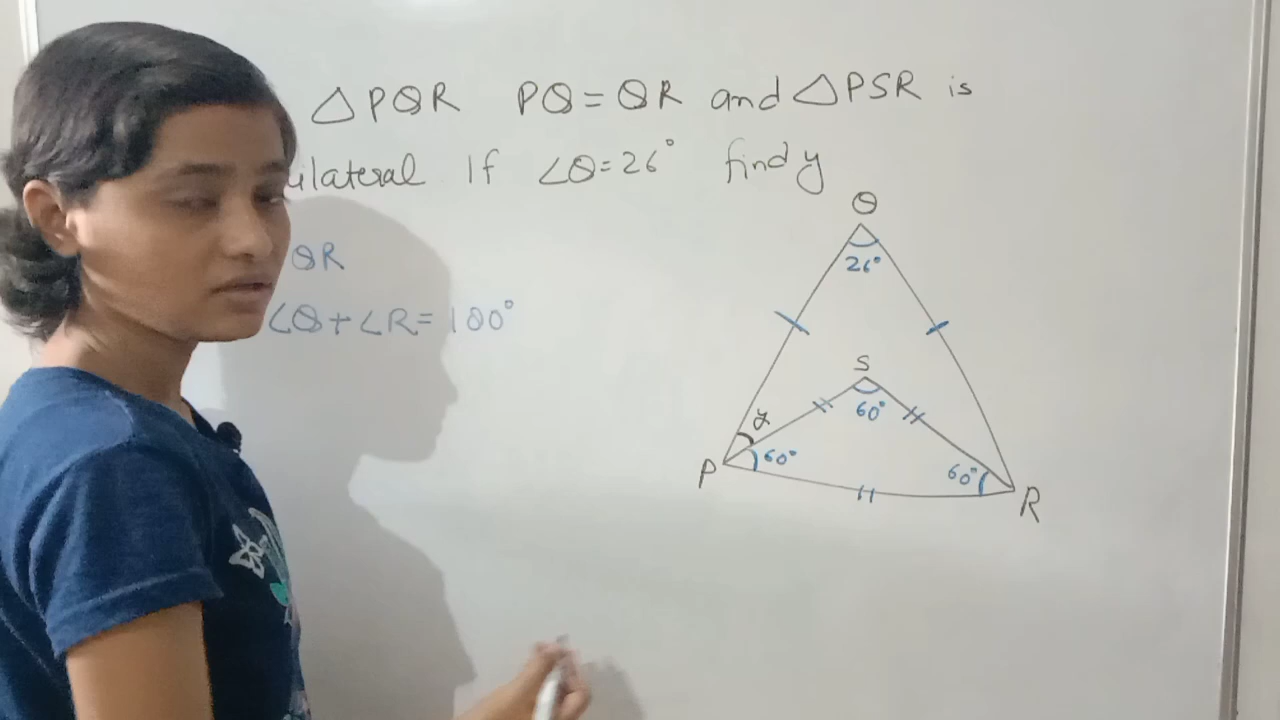 △PQR PQ=QR and △PSR is
ilateral If ∠Q=26° find y
QR
∠Q+∠R=180°
Q
26°
S
60°
y
60°
60°
P
R